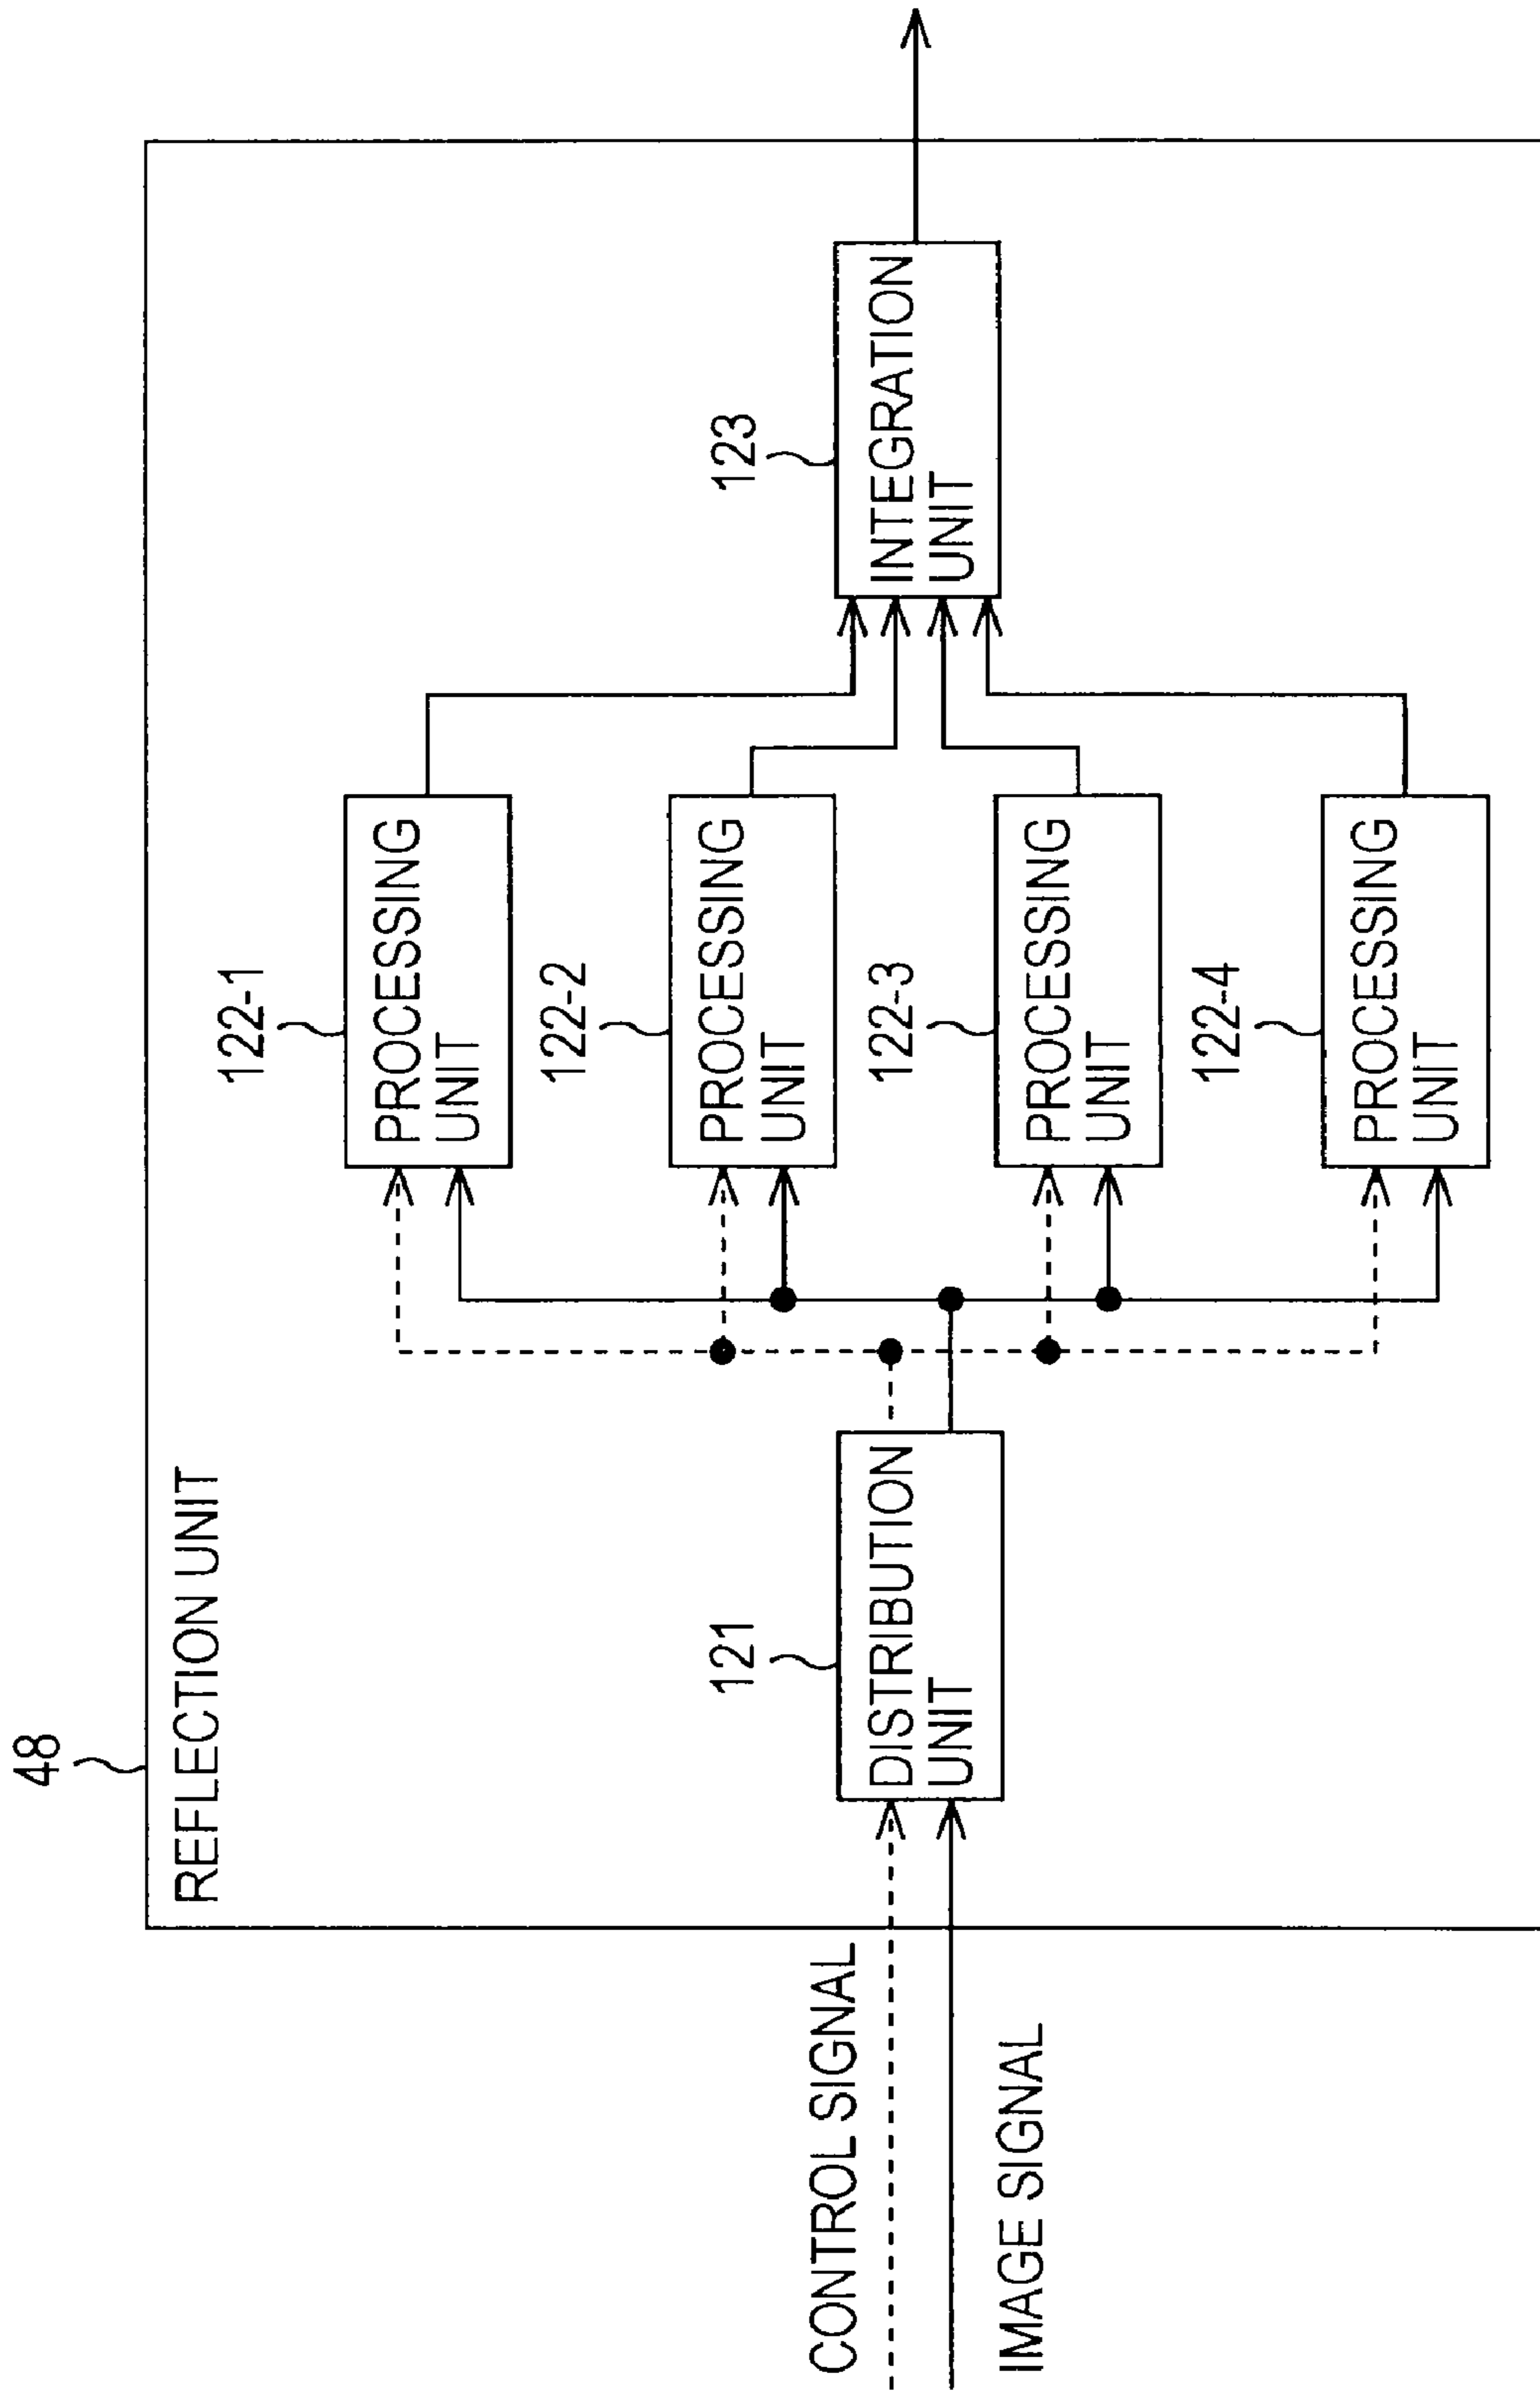 48
REFLECTION UNIT
CONTROL SIGNAL
IMAGE SIGNAL
121
DISTRIBUTION
UNIT
122-1
PROCESSING
UNIT
122-2
PROCESSING
UNIT
122-3
PROCESSING
UNIT
122-4
PROCESSING
UNIT
123
INTEGRATION
UNIT